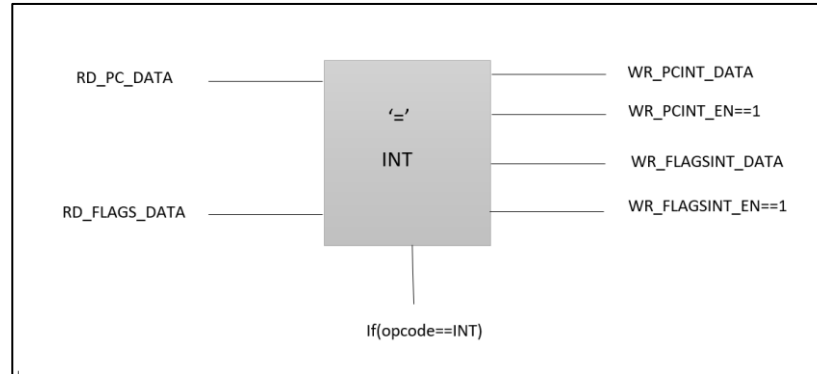 RD_PC_DATA
RD_FLAGS_DATA
‘=’
INT
WR_PCINT_DATA
WR_PCINT_EN==1
WR_FLAGSINT_DATA
WR_FLAGSINT_EN==1
If(opcode==INT)